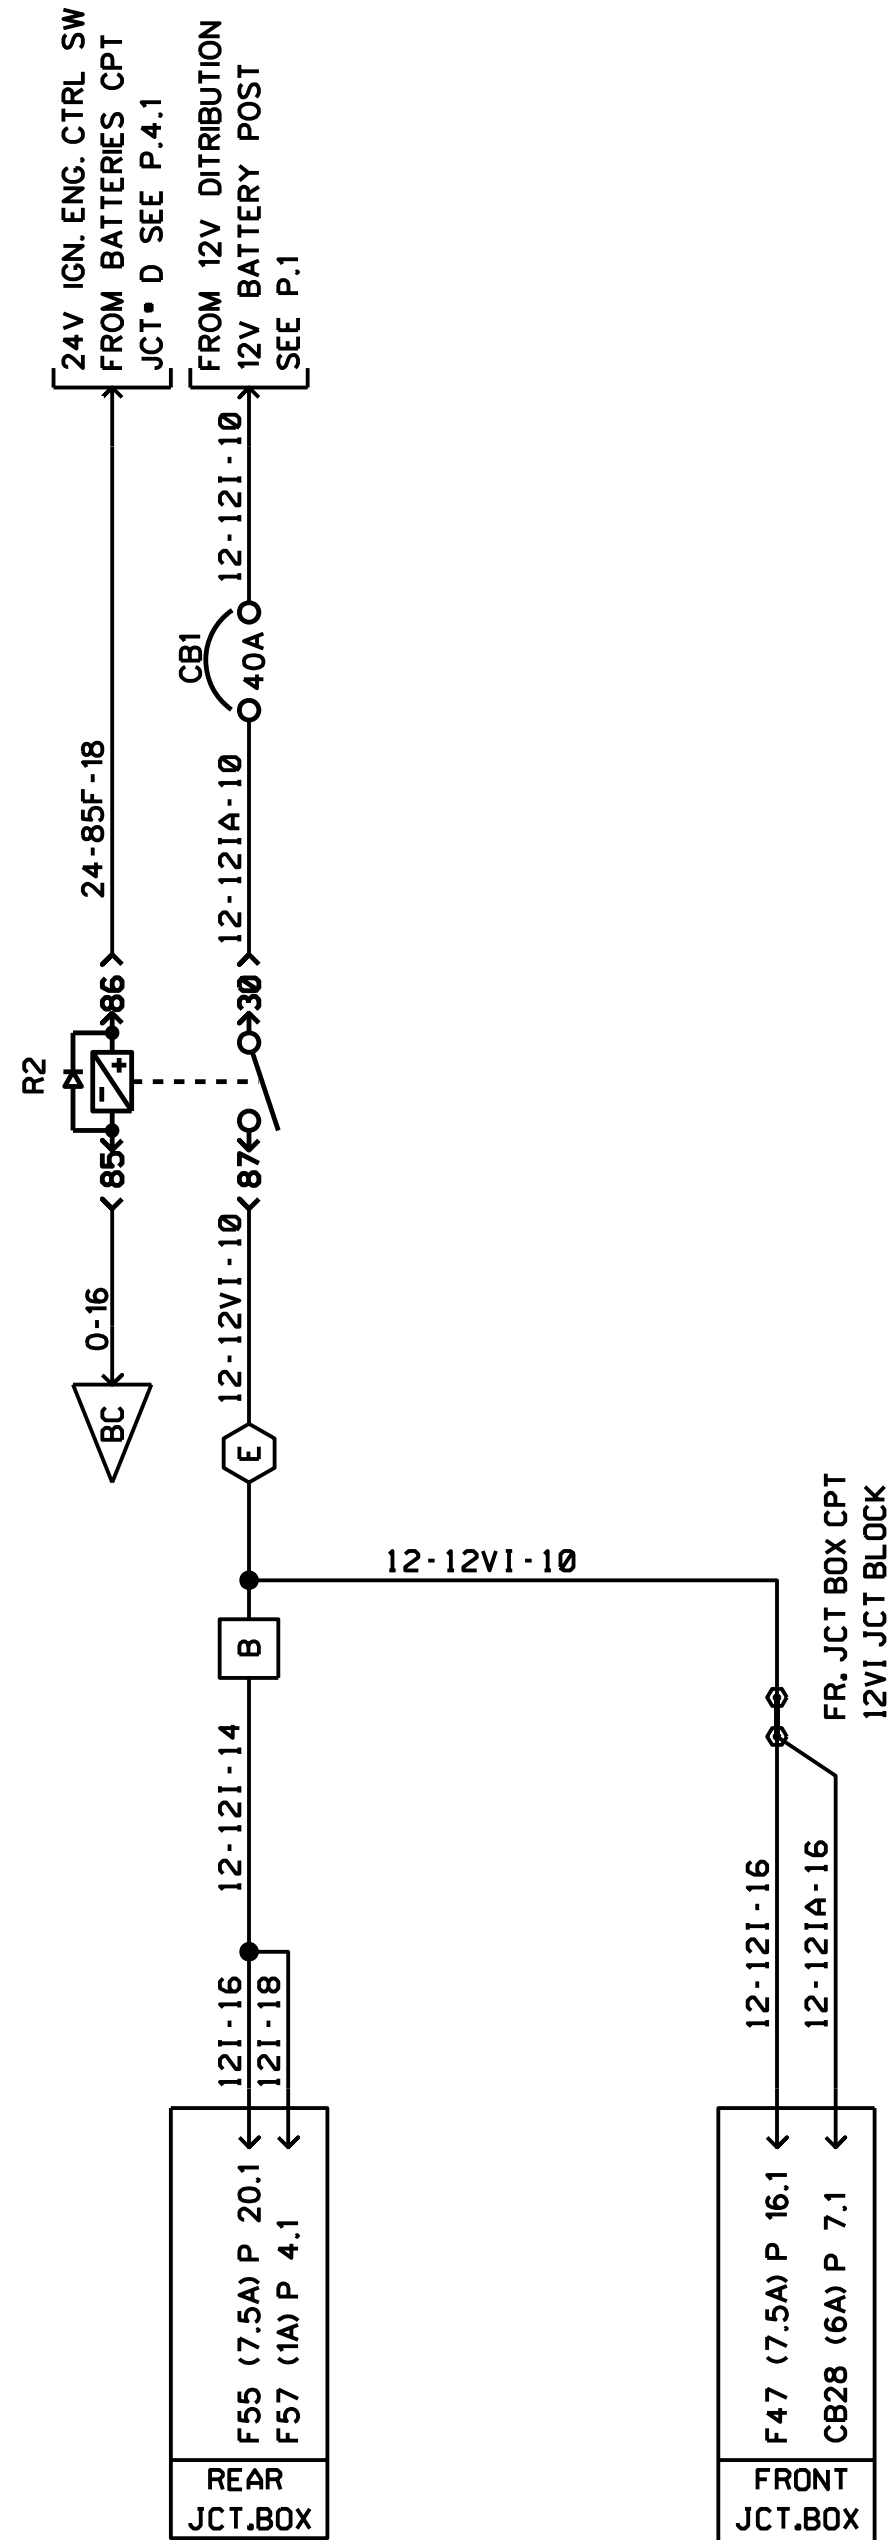 24V IGN. ENG. CTRL SW
FROM BATTERIES CPT
JCT• D SEE P.4.1
FROM 12V DITRIBUTION
12V BATTERY POST
SEE P.1
12-12I-10
CB1
40A
24-85F-18
12-12IA-10
86
30
R2
- +
85
87
0-16
12-12VI-10
BC
E
12-12VI-10
B
FR. JCT BOX CPT
12VI JCT BLOCK
12-12I-14
12-12I-16
12-12IA-16
12I-16
12I-18
F55 (7.5A) P 20.1
F57 (1A) P 4.1
F47 (7.5A) P 16.1
CB28 (6A) P 7.1
REAR
JCT.BOX
FRONT
JCT.BOX